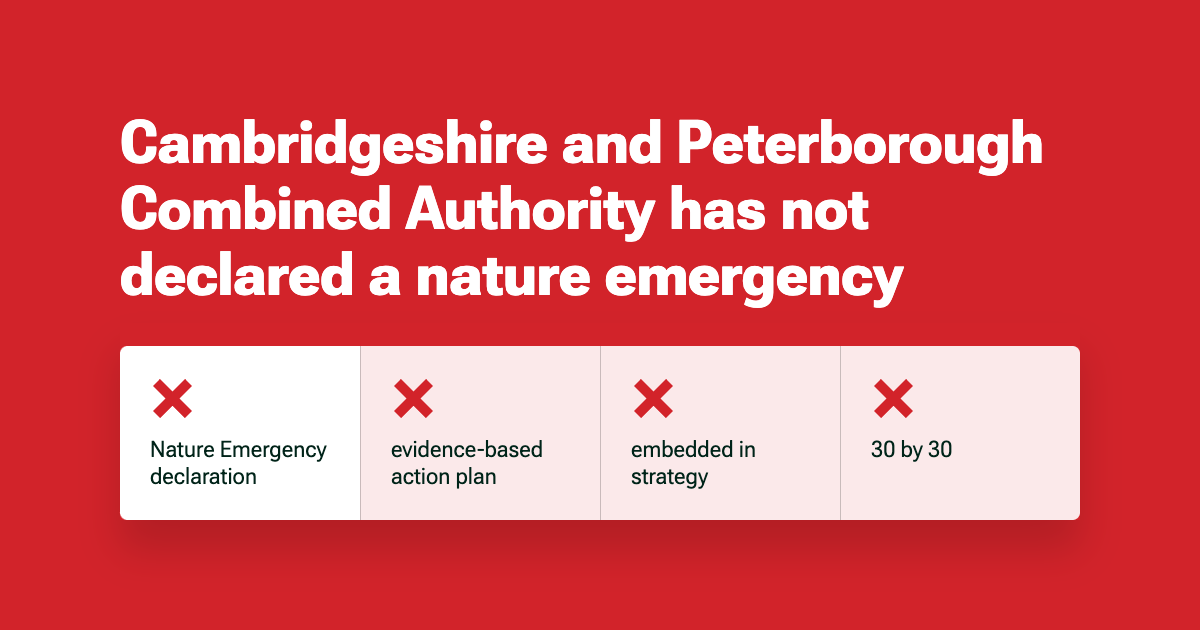 Cambridgeshire and Peterborough
Combined Authority has not
declared a nature emergency
Nature Emergency
declaration
evidence-based
action plan
embedded in
strategy
30 by 30